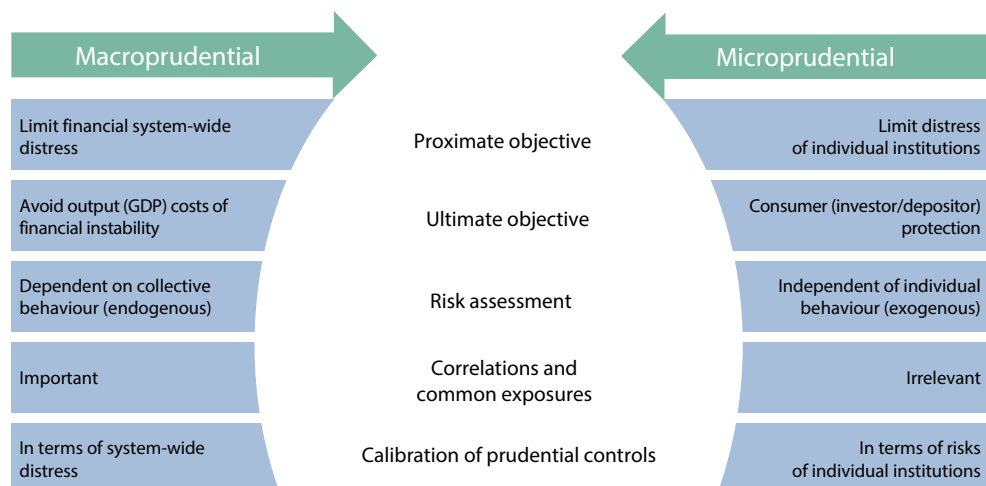 Macroprudential
Microprudential
Limit financial system-wide
distress
Proximate objective
Limit distress
of individual institutions
Avoid output (GDP) costs of
financial instability
Ultimate objective
Consumer (investor/depositor)
protection
Dependent on collective
behaviour (endogenous)
Risk assessment
Independent of individual
behaviour (exogenous)
Important
Correlations and
common exposures
Irrelevant
In terms of system-wide
distress
Calibration of prudential controls
In terms of risks
of individual institutions